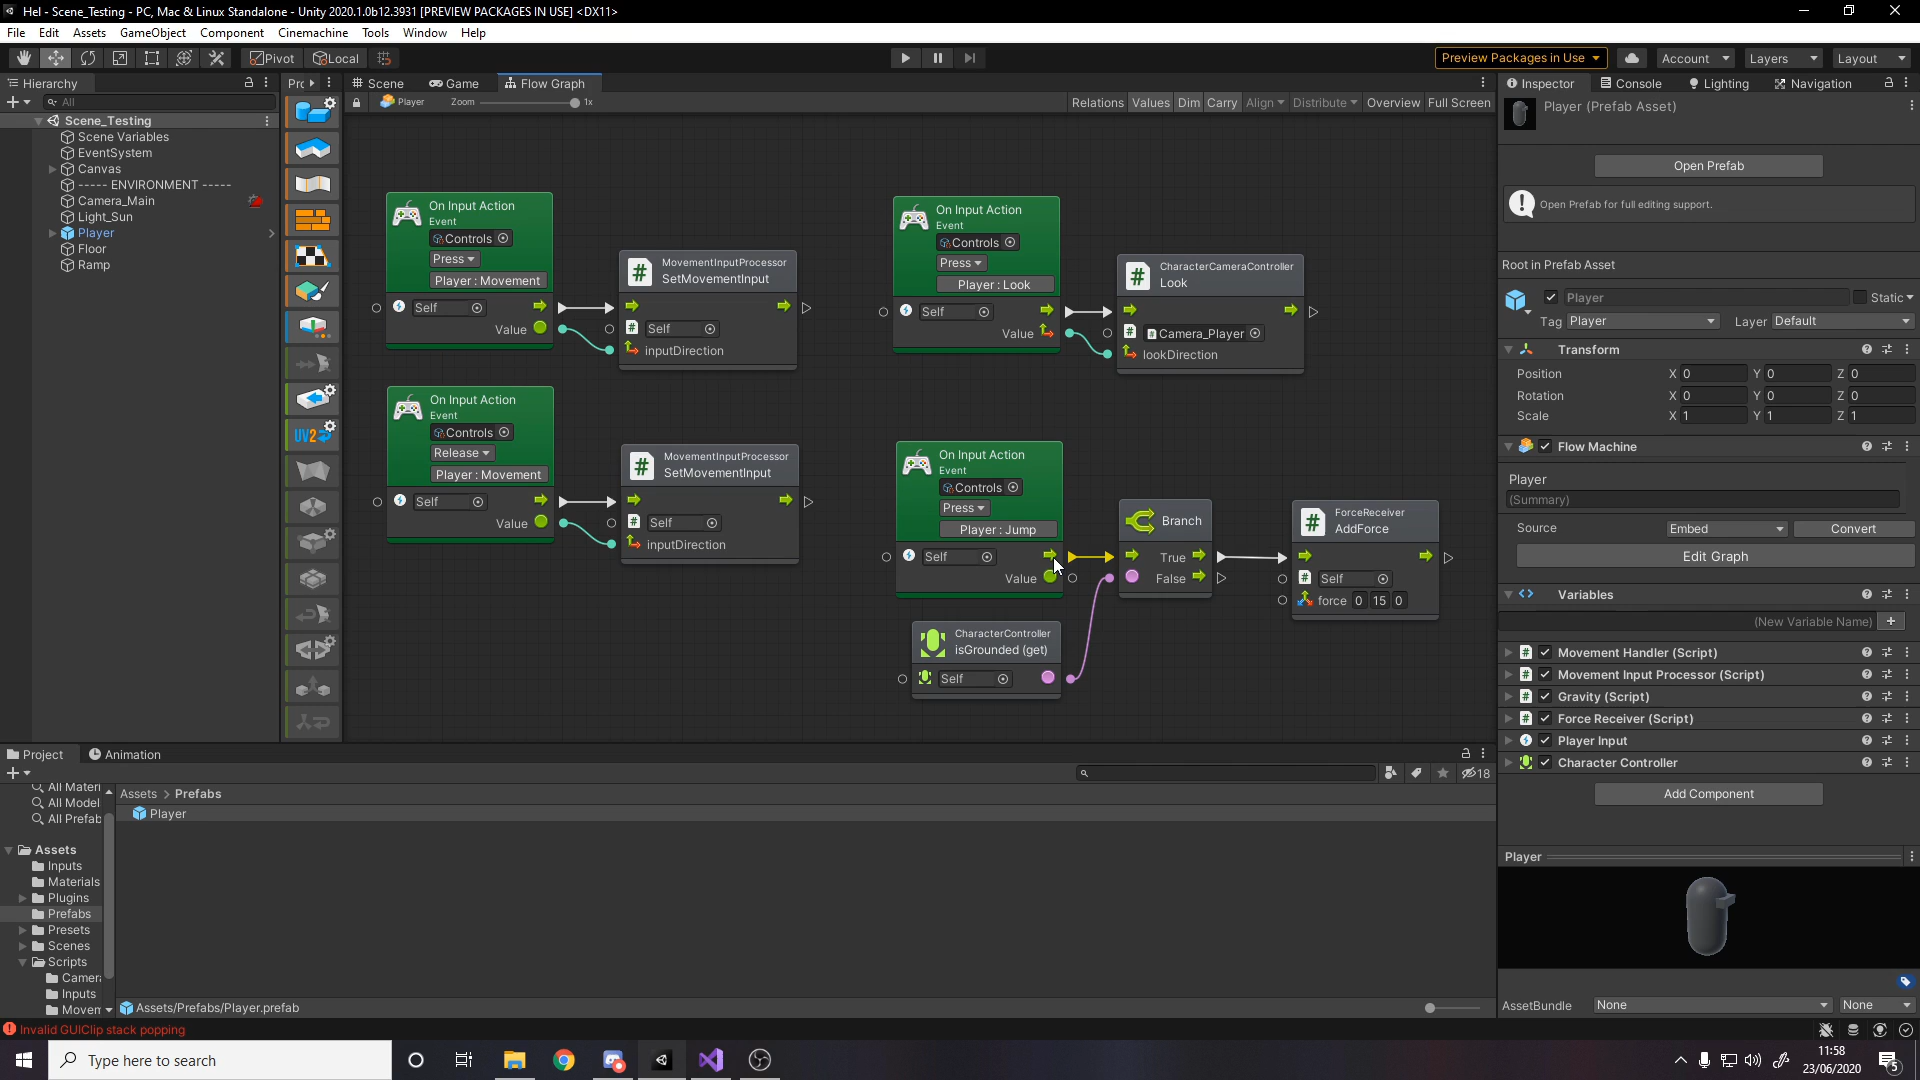 Hel - Scene_Testing - PC, Mac & Linux Standalone - Unity 2020.1.0b12.3931 [PREVIEW PACKAGES IN USE] <DX11>
File Edit Assets GameObject Component Cinemachine Tools Window Help
Pivot Local Preview Packages in Use Account Layers Layout
Hierarchy
All
Scene_Testing
Scene Variables
EventSystem
Canvas
----- ENVIRONMENT -----
Camera_Main
Light_Sun
Player
Floor
Ramp
Prc
UV2
Scene Game Flow Graph
Player Zoom 1x Relations Values Dim Carry Align Distribute Overview Full Screen
On Input Action
Event
Controls
Press
Player : Movement
Self
Value
MovementInputProcessor
SetMovementInput
Self
inputDirection
On Input Action
Event
Controls
Press
Player : Look
Self
Value
CharacterCameraController
Look
Camera_Player
lookDirection
On Input Action
Event
Controls
Release
Player : Movement
Self
Value
MovementInputProcessor
SetMovementInput
Self
inputDirection
On Input Action
Event
Controls
Press
Player : Jump
Self
Value
Branch
True
False
ForceReceiver
AddForce
Self
force 0 15 0
CharacterController
isGrounded (get)
Self
Inspector Console Lighting Navigation
Player (Prefab Asset)
Open Prefab
Open Prefab for full editing support.
Root in Prefab Asset
Player Static
Tag Player Layer Default
Transform
Position X 0 Y 0 Z 0
Rotation X 0 Y 0 Z 0
Scale X 1 Y 1 Z 1
Flow Machine
Player
(Summary)
Source Embed Convert
Edit Graph
Variables
(New Variable Name)
Movement Handler (Script)
Movement Input Processor (Script)
Gravity (Script)
Force Receiver (Script)
Player Input
Character Controller
Add Component
Player
AssetBundle None None
Project Animation
18
All Materi
All Model
All Prefab
Assets
Inputs
Materials
Plugins
Prefabs
Presets
Scenes
Scripts
Camera
Inputs
Movem
Assets > Prefabs
Player
Assets/Prefabs/Player.prefab
Invalid GUIClip stack popping
Type here to search
11:58
23/06/2020
5